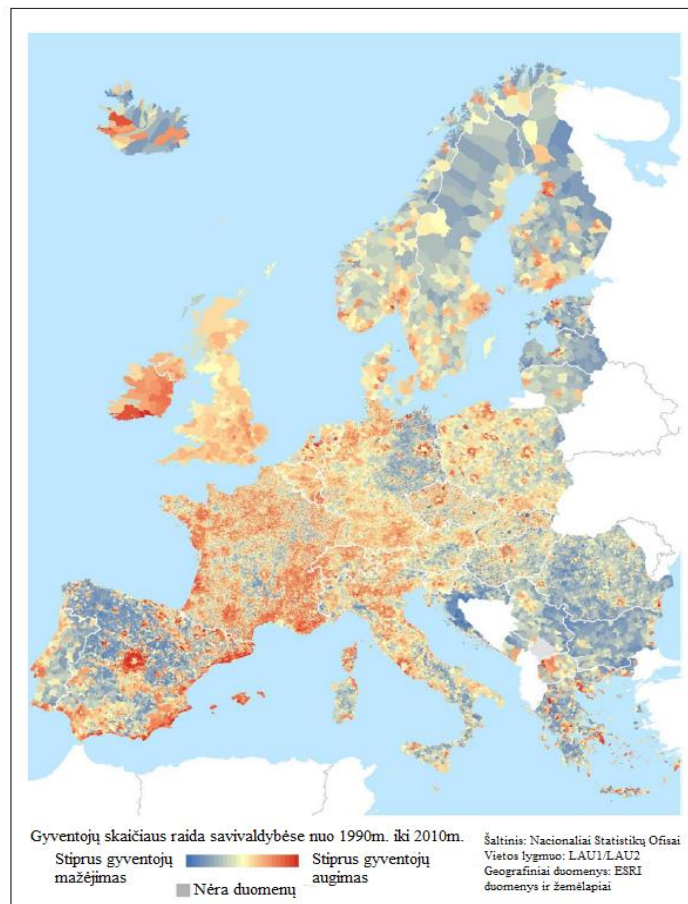 Gyventojų skaičiaus raida savivaldybėse nuo 1990m. iki 2010m.
Stiprus gyventojų mažėjimas
Stiprus gyventojų augimas
Nėra duomenų
Šaltinis: Nacionaliai Statistikų Ofisai
Vietos lygmuo: LAU1/LAU2
Geografiniai duomenys: ESRI
duomenys ir žemėlapiai